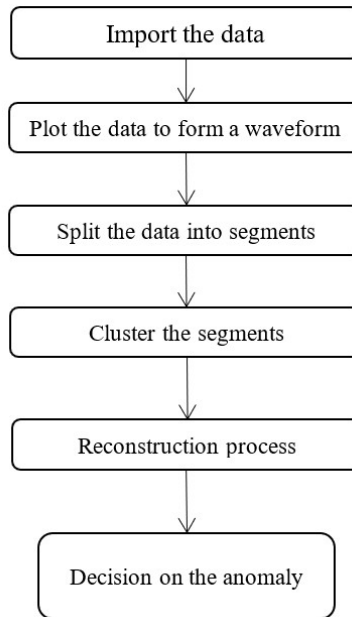 Import the data
Plot the data to form a waveform
Split the data into segments
Cluster the segments
Reconstruction process
Decision on the anomaly